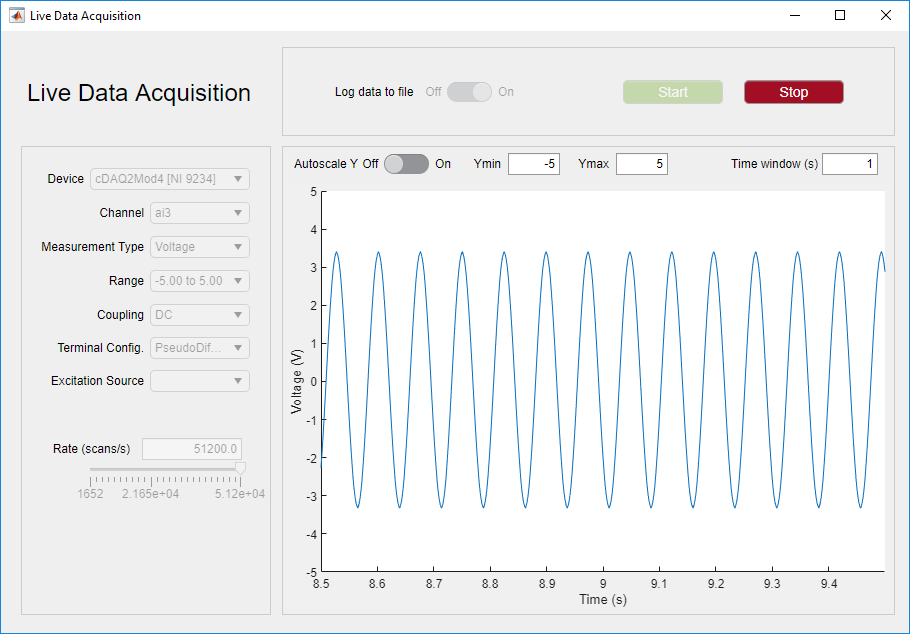 Live Data Acquisition
Live Data Acquisition
Log data to file Off On
Start Stop
Device cDAQ2Mod4 [NI 9234]
Channel ai3
Measurement Type Voltage
Range -5.00 to 5.00
Coupling DC
Terminal Config. PseudoDif...
Excitation Source
Rate (scans/s) 51200.0
1652 2.165e+04 5.12e+04
Autoscale Y Off On Ymin -5 Ymax 5 Time window (s) 1
5
4
3
2
1
0
-1
-2
-3
-4
-5
Voltage (V)
8.5 8.6 8.7 8.8 8.9 9 9.1 9.2 9.3 9.4
Time (s)